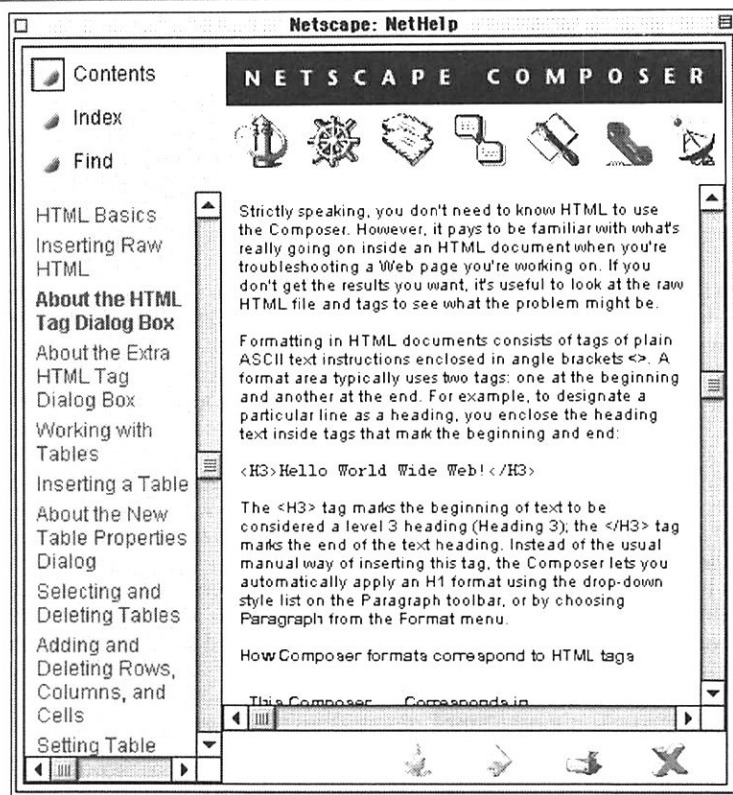 Netscape: NetHelp
Contents
Index
Find
HTML Basics
Inserting Raw
HTML
About the HTML
Tag Dialog Box
About the Extra
HTML Tag
Dialog Box
Working with
Tables
Inserting a Table
About the New
Table Properties
Dialog
Selecting and
Deleting Tables
Adding and
Deleting Rows,
Columns, and
Cells
Setting Table
NETSCAPE COMPOSER
Strictly speaking, you don't need to know HTML to use
the Composer. However, it pays to be familiar with what's
really going on inside an HTML document when you're
troubleshooting a Web page you're working on. If you
don't get the results you want, it's useful to look at the raw
HTML file and tags to see what the problem might be.
Formatting in HTML documents consists of tags of plain
ASCII text instructions enclosed in angle brackets <>. A
format area typically uses two tags: one at the beginning
and another at the end. For example, to designate a
particular line as a heading, you enclose the heading
text inside tags that mark the beginning and end:
<H3>Hello World Wide Web!</H3>
The <H3> tag marks the beginning of text to be
considered a level 3 heading (Heading 3); the </H3> tag
marks the end of the text heading. Instead of the usual
manual way of inserting this tag, the Composer lets you
automatically apply an H1 format using the drop-down
style list on the Paragraph toolbar, or by choosing
Paragraph from the Format menu.
How Composer formats correspond to HTML tags
This Composer Corresponds in